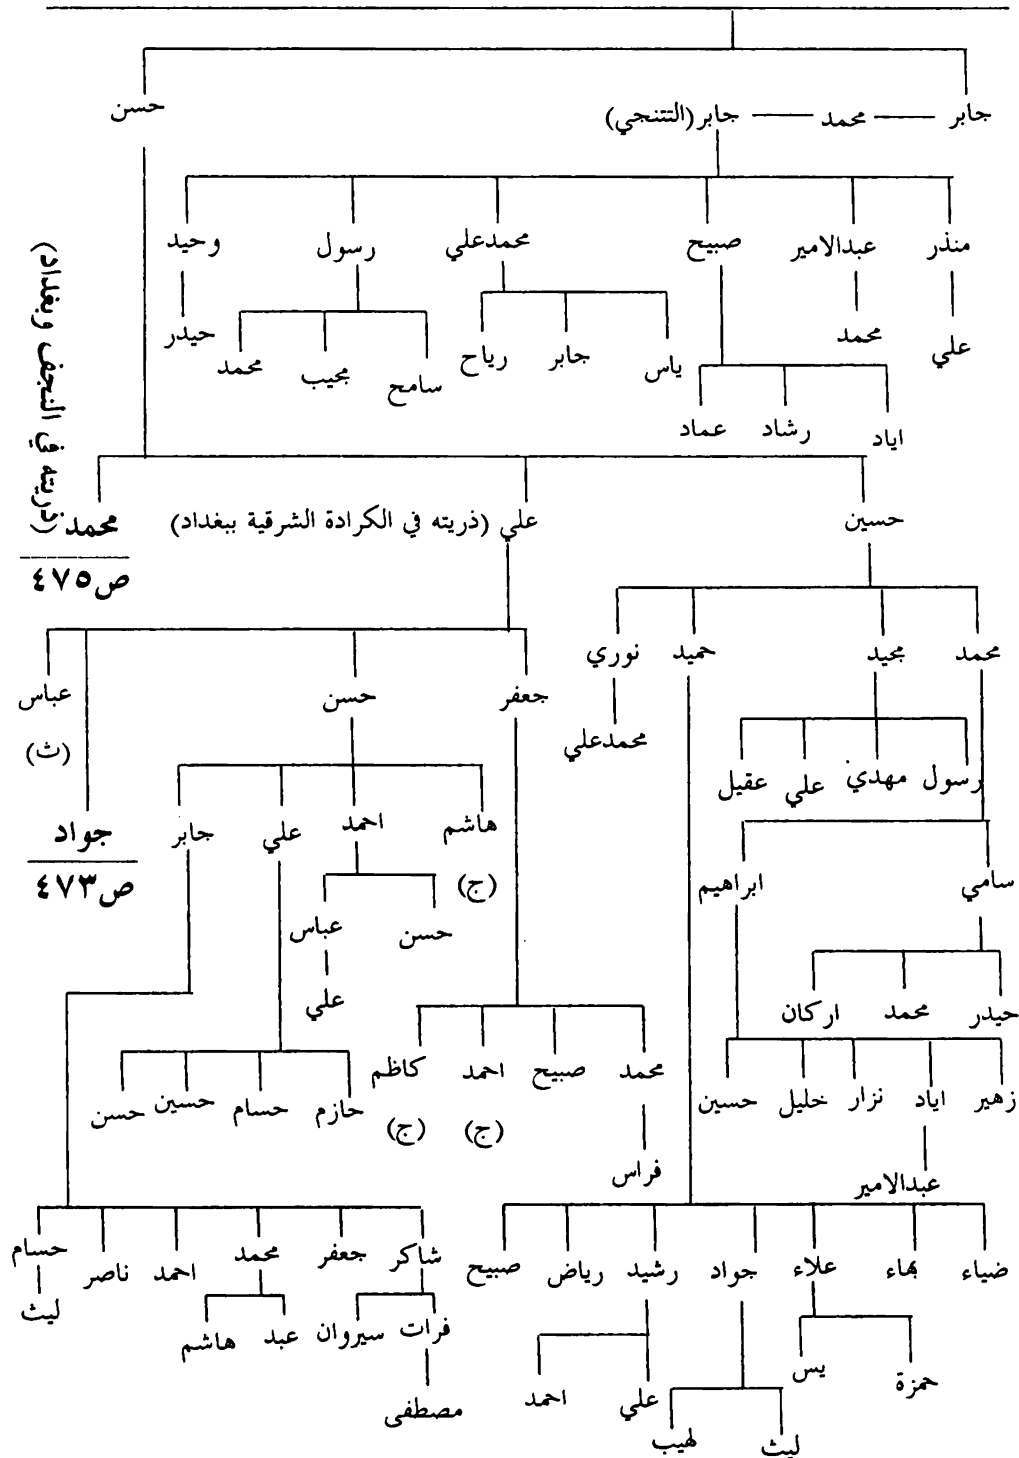 جابر — محمد — جابر (التتنجي) حسن
منذر عبدالامير صبيح محمدعلي رسول وحيد
علي محمد ياس جابر رياح سامح مجيب محمد حيدر
اياد رشاد عماد
حسين علي (ذريته في الكرادة الشرقية ببغداد) محمد (ذريته في النجف وبغداد)
ص٤٧٥
محمد مجيد حميد نوري جعفر حسن عباس
(ث)
رسول مهدي علي عقيل محمدعلي
هاشم احمد علي جابر جواد
(ج) ص٤٧٣
سامي ابراهيم حسن عباس
علي
حيدر محمد اركان
محمد صبيح احمد كاظم
(ج) (ج)
زهير اياد نزار خليل حسين حازم حسام حسين حسن
عبدالامير فراس
ضياء بهاء علاء جواد رشيد رياض صبيح شاكر جعفر محمد احمد ناصر حسام
فرات سيروان عبد هاشم ليث
حمزة يس ليث لهيب علي احمد مصطفى